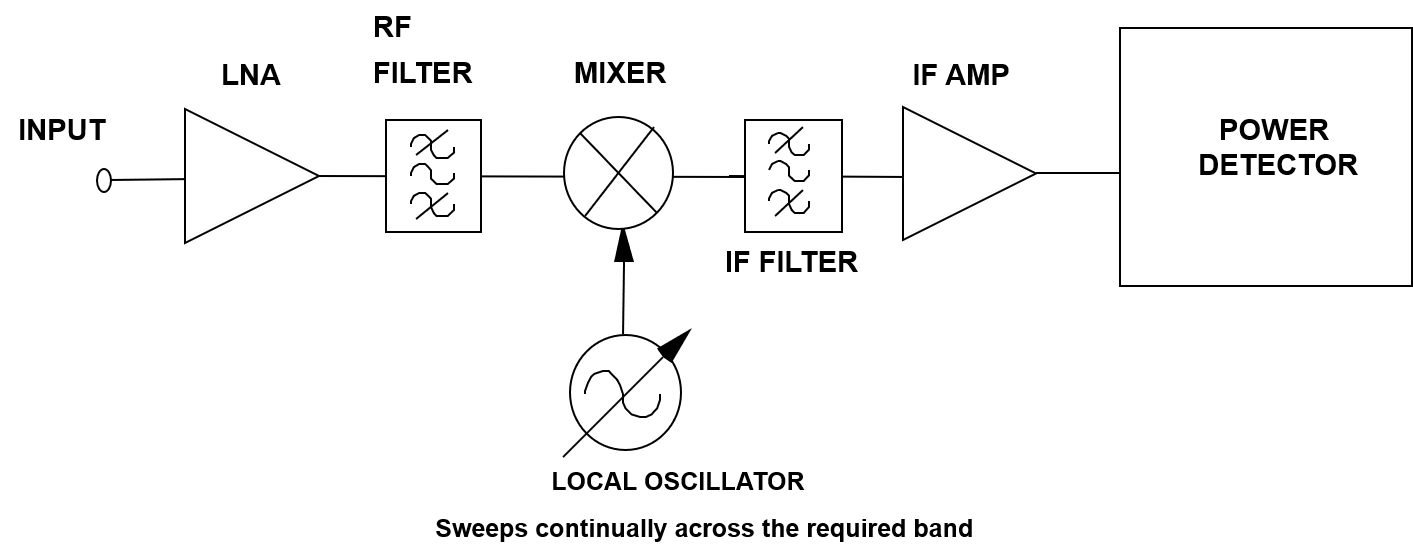 RF
LNA
FILTER
MIXER
IF AMP
INPUT
POWER
DETECTOR
IF FILTER
LOCAL OSCILLATOR
Sweeps continually across the required band